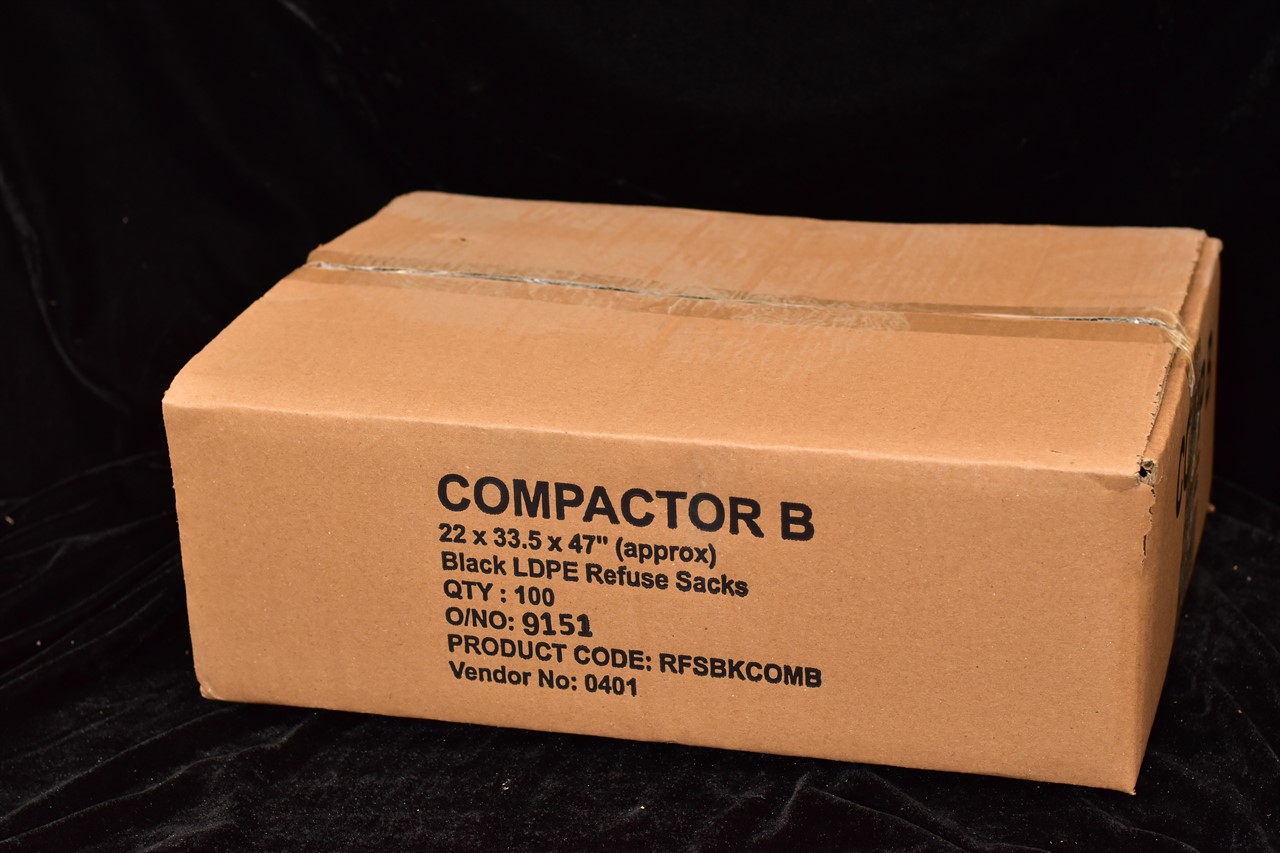 COMPACTOR B
22 x 33.5 x 47" (approx)
Black LDPE Refuse Sacks
QTY : 100
O/NO: 9151
PRODUCT CODE: RFSBKCOMB
Vendor No: 0401